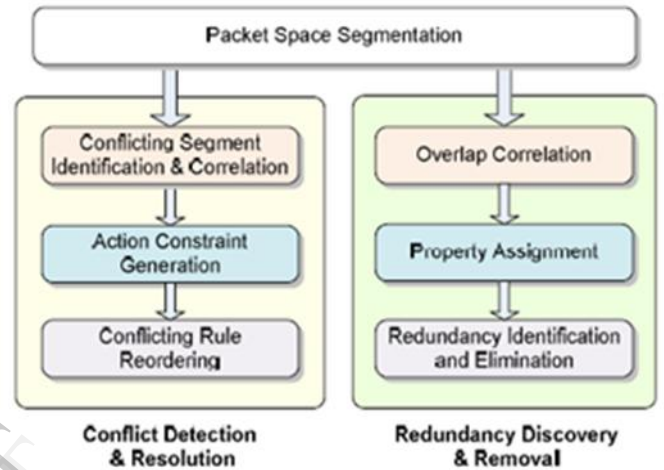 Packet Space Segmentation
Conflicting Segment
Identification & Correlation
Action Constraint
Generation
Conflicting Rule
Reordering
Conflict Detection
& Resolution
Overlap Correlation
Property Assignment
Redundancy Identification
and Elimination
Redundancy Discovery
& Removal